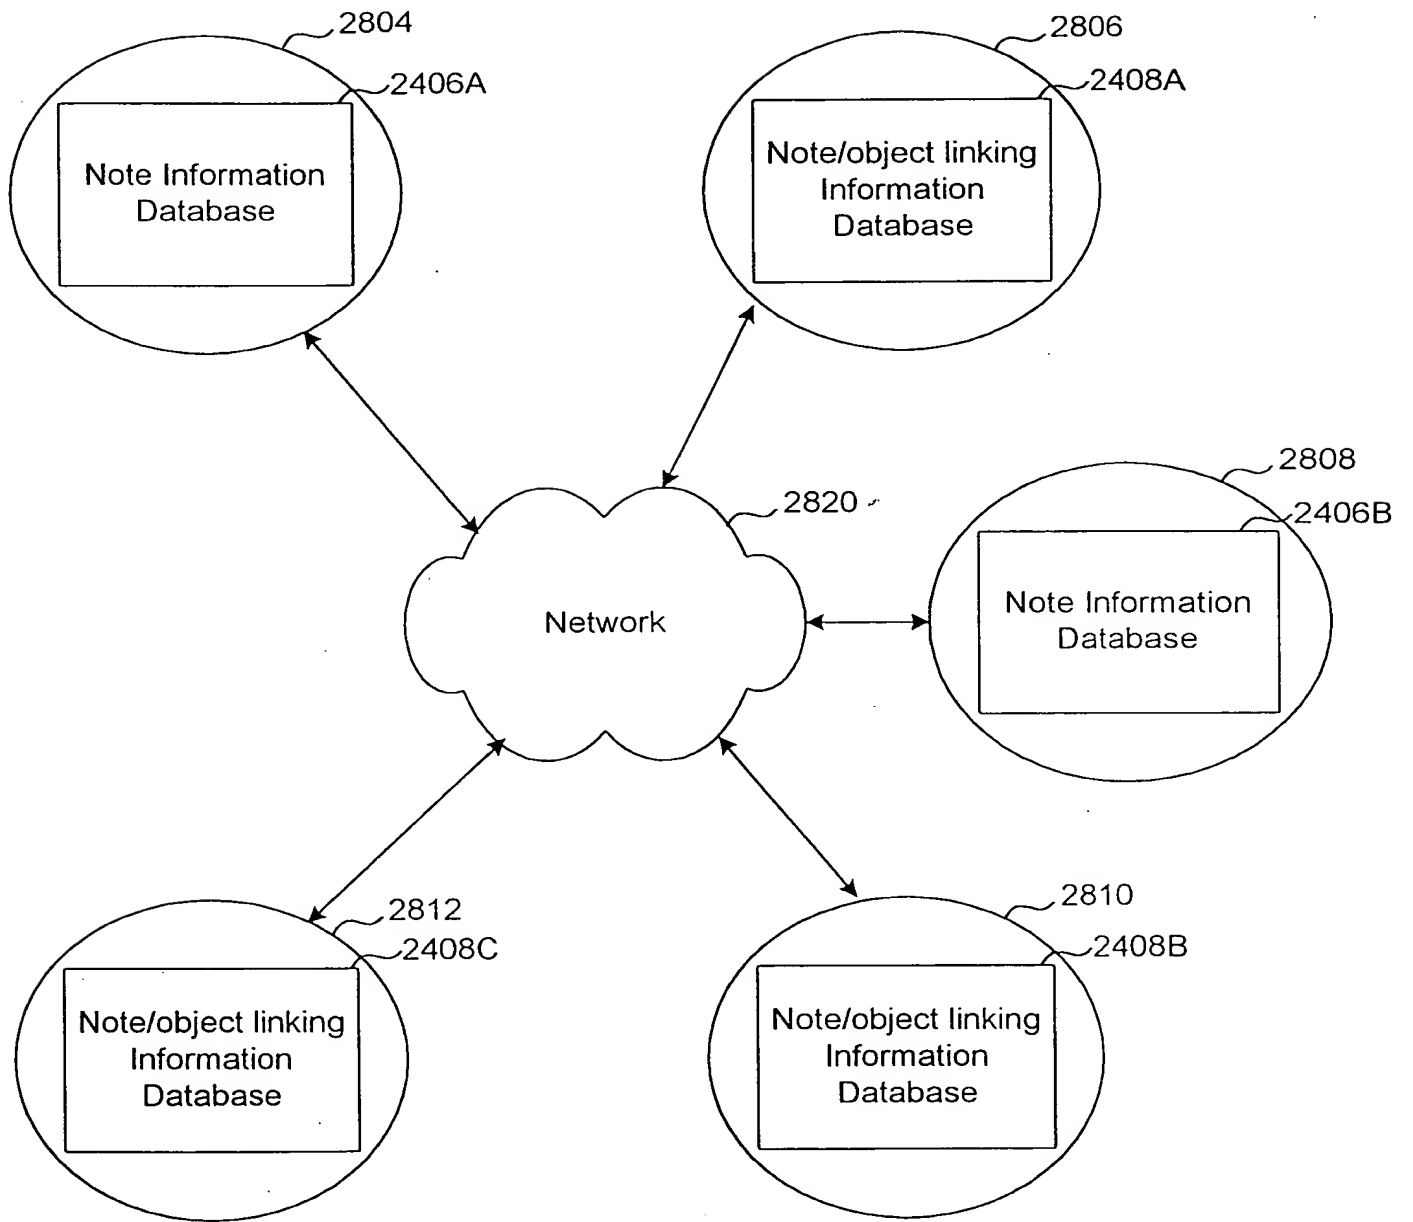 2804
2406A
Note Information
Database
2806
2408A
Note/object linking
Information
Database
2808
2406B
Note Information
Database
2820
Network
2812
2408C
Note/object linking
Information
Database
2810
2408B
Note/object linking
Information
Database